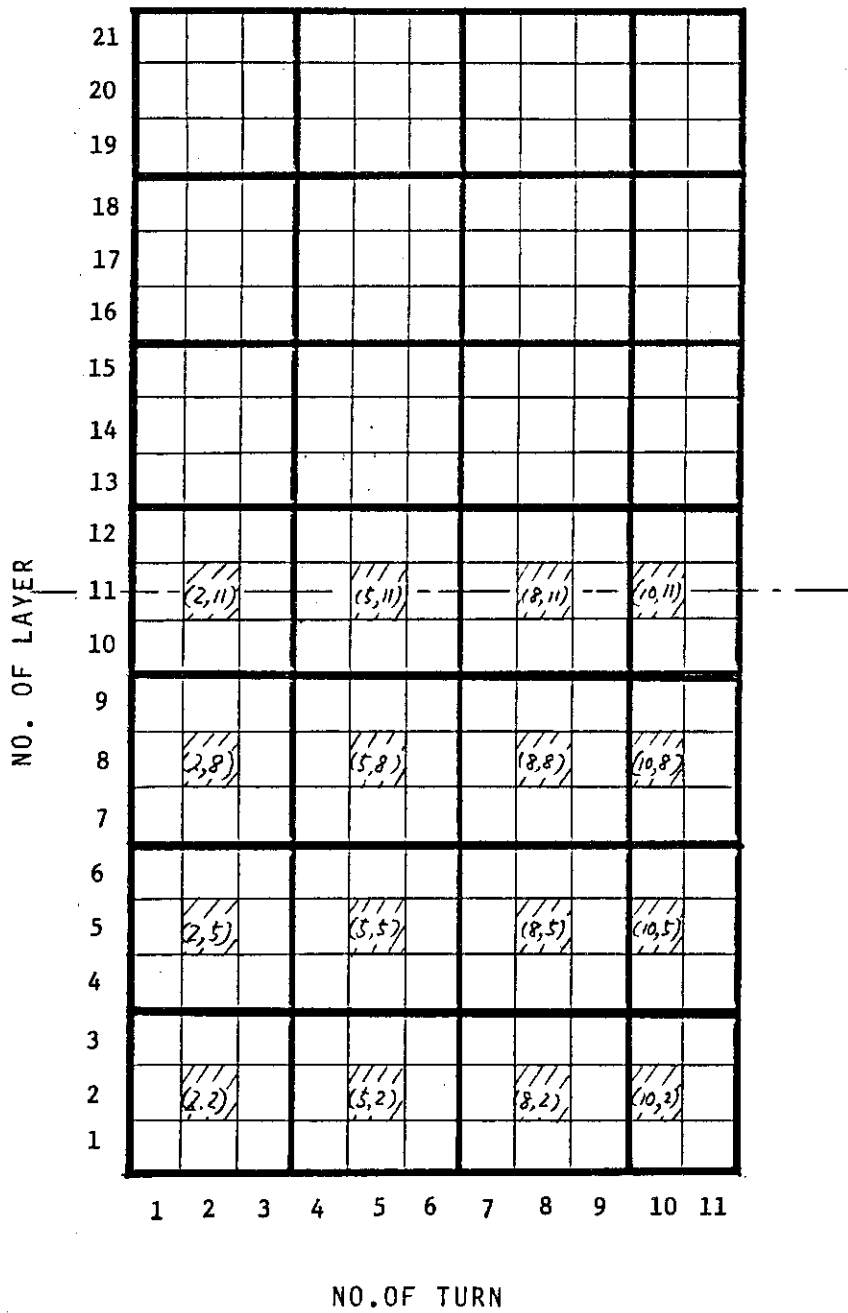 21
20
19
18
17
16
15
14
13
12
11 (2,11) (5,11) (8,11) (10,11)
10
9
8 (2,8) (5,8) (8,8) (10,8)
7
6
5 (2,5) (5,5) (8,5) (10,5)
4
3
2 (2.2) (5,2) (8,2) (10,2)
1
1 2 3 4 5 6 7 8 9 10 11
NO. OF LAYER
NO.OF TURN